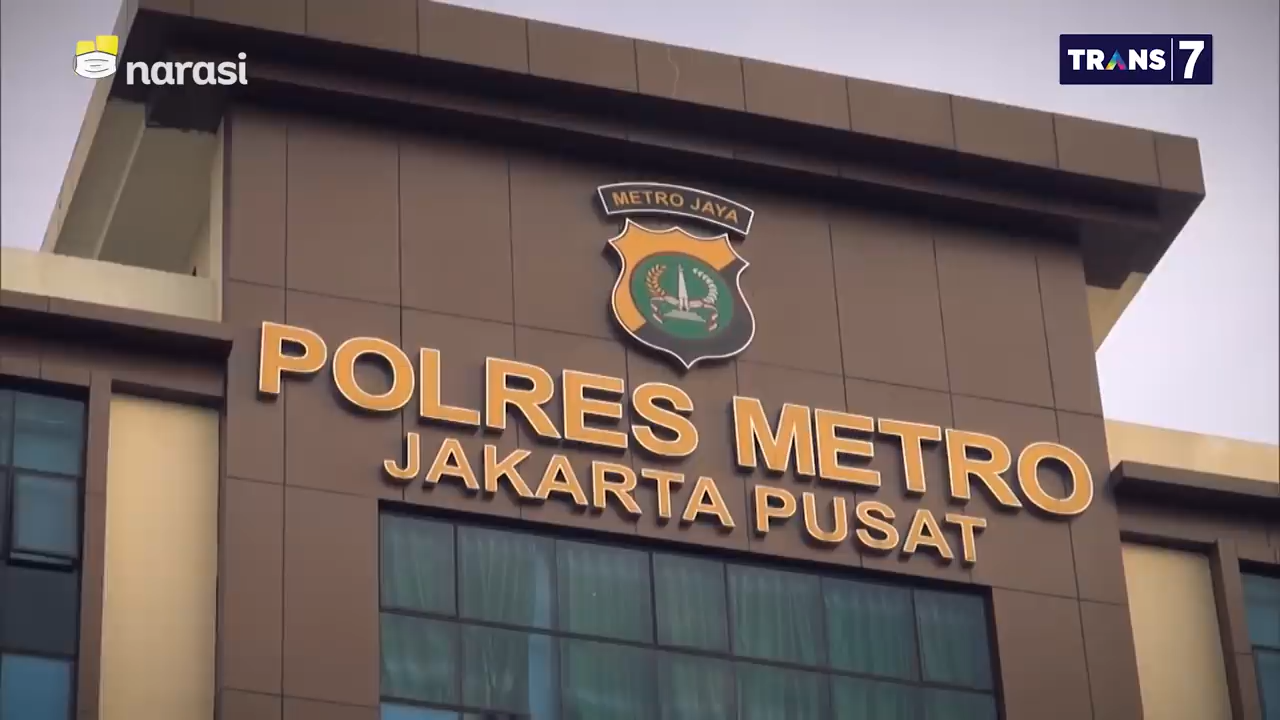 narasi
TRANS 7
METRO JAYA
POLRES METRO
JAKARTA PUSAT